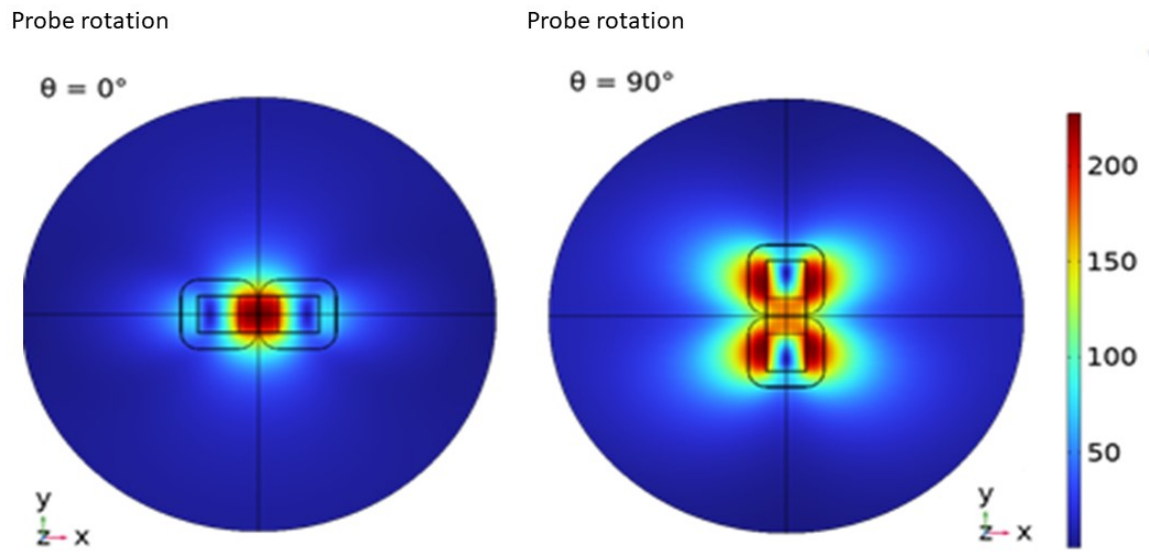 Probe rotation
θ = 0°
Probe rotation
θ = 90°
200
150
100
50
y
z x
y
z x